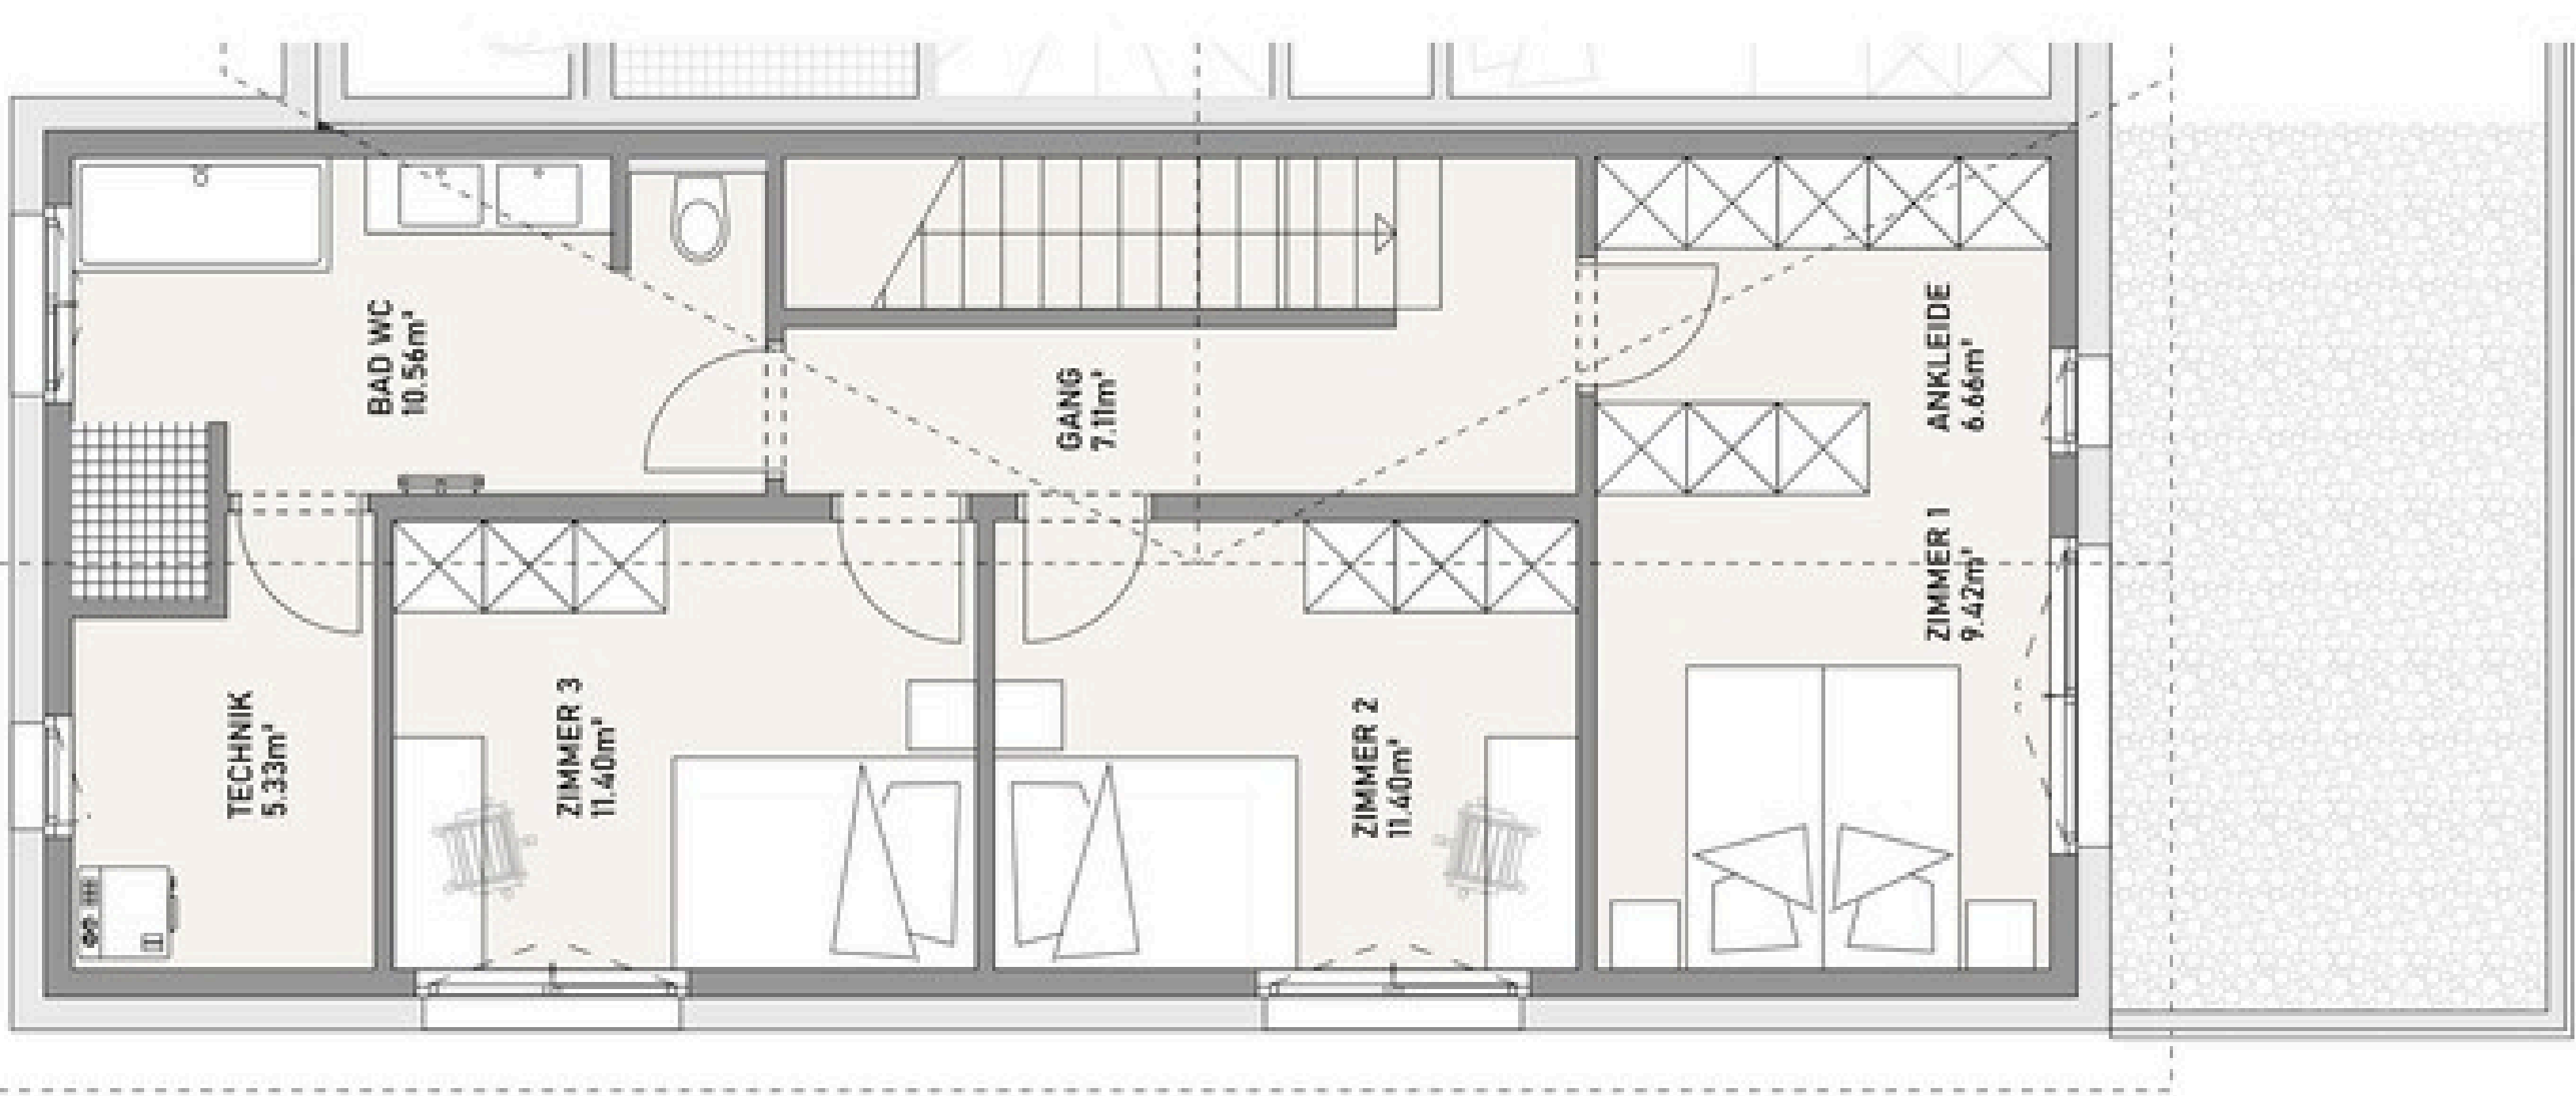 BAD WC
10.56m²
GANG
7.11m²
ANKLEIDE
6.66m²
ZIMMER 1
9.42m²
TECHNIK
5.33m²
ZIMMER 3
11.40m²
ZIMMER 2
11.40m²